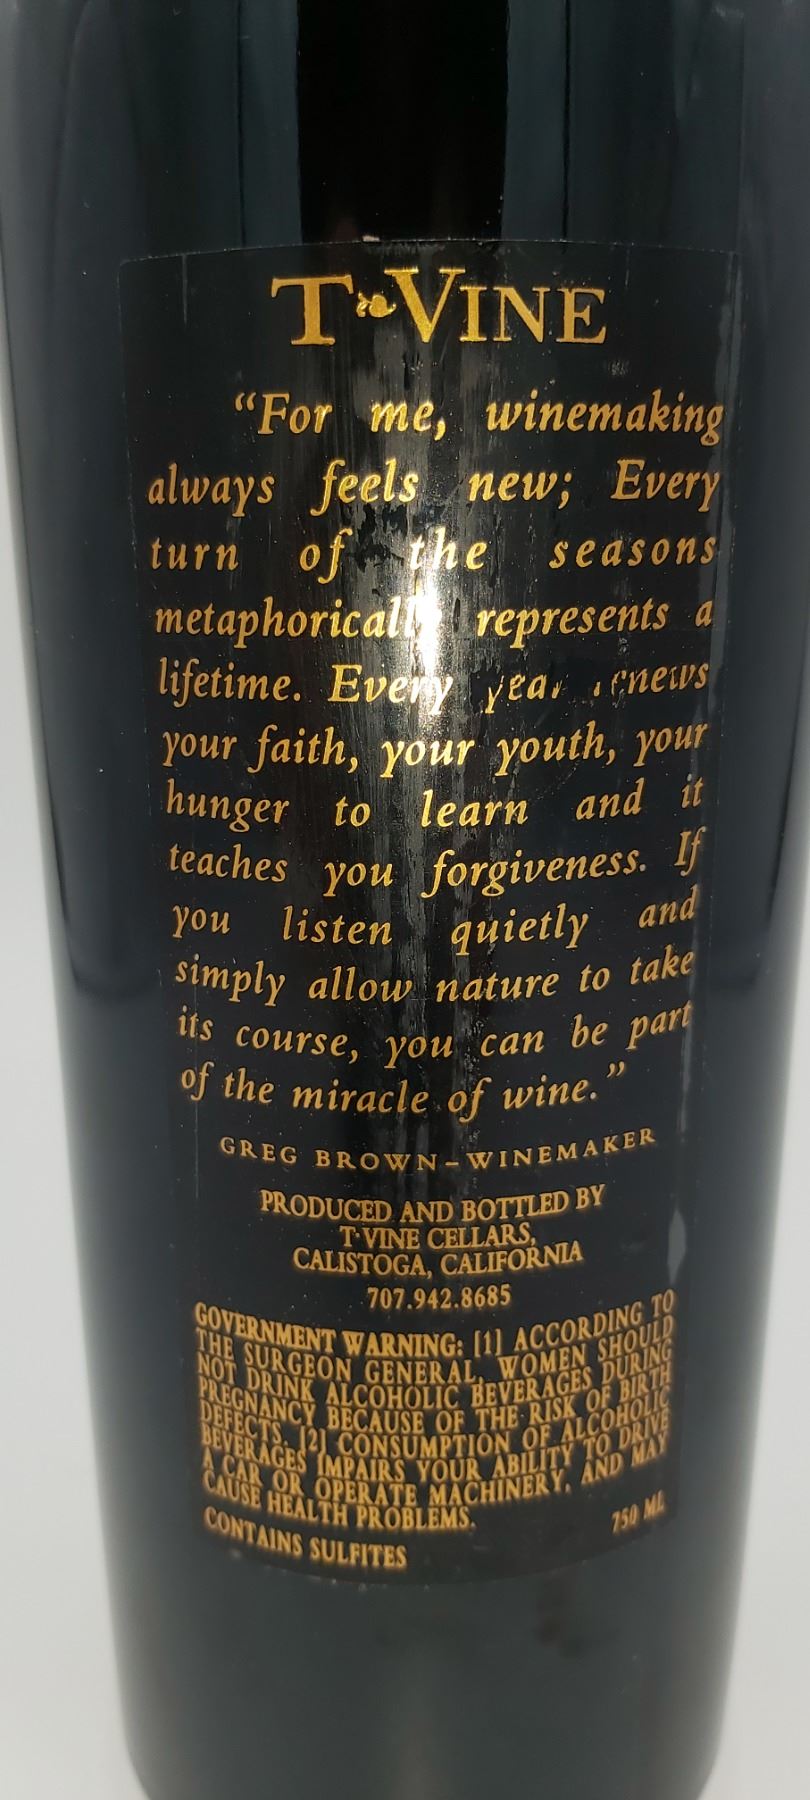 T Vine
"For me, winemaking
always feels new; Every
turn of the seasons
metaphorically represents a
lifetime. Every year renews
your faith, your youth, your
hunger to learn and it
teaches you forgiveness. If
you listen quietly and
simply allow nature to take
its course, you can be part
of the miracle of wine."
GREG BROWN-WINEMAKER
PRODUCED AND BOTTLED BY
T·VINE CELLARS,
CALISTOGA, CALIFORNIA
707.942.8685
GOVERNMENT WARNING: [1] ACCORDING TO
THE SURGEON GENERAL, WOMEN SHOULD
NOT DRINK ALCOHOLIC BEVERAGES DURING
PREGNANCY BECAUSE OF THE RISK OF BIRTH
DEFECTS. [2] CONSUMPTION OF ALCOHOLIC
BEVERAGES IMPAIRS YOUR ABILITY TO DRIVE
A CAR OR OPERATE MACHINERY, AND MAY
CAUSE HEALTH PROBLEMS.
CONTAINS SULFITES 750 ML